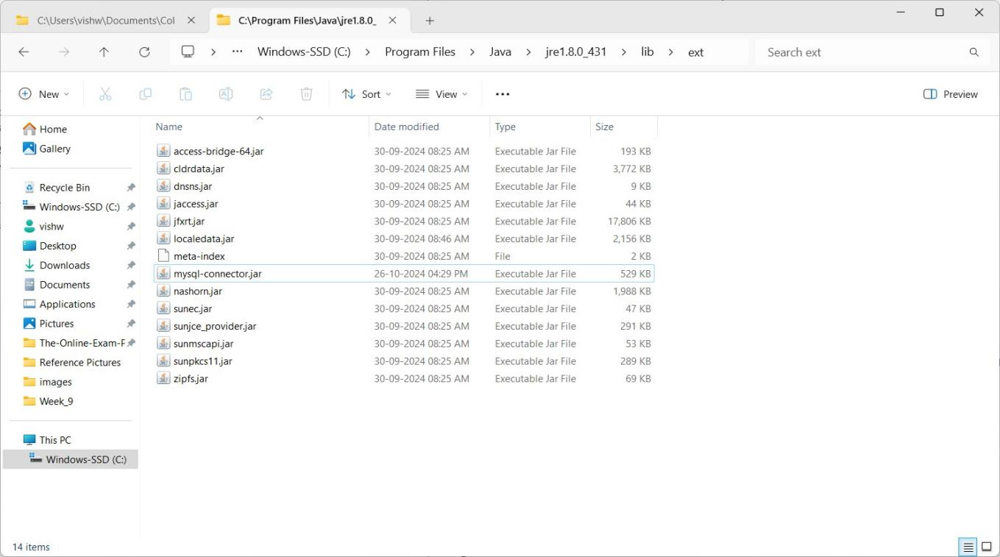 C:\Users\vishw\Documents\Col
C:\Program Files\Java\jre1.8.0_
... Windows-SSD (C:) > Program Files > Java > jre1.8.0_431 > lib > ext
Search ext
New Sort View ... Preview
Name Date modified Type Size
Home
Gallery
Recycle Bin
Windows-SSD (C:)
vishw
Desktop
Downloads
Documents
Applications
Pictures
The-Online-Exam-F
Reference Pictures
images
Week_9
This PC
Windows-SSD (C:)
access-bridge-64.jar 30-09-2024 08:25 AM Executable Jar File 193 KB
cldrdata.jar 30-09-2024 08:25 AM Executable Jar File 3,772 KB
dnsns.jar 30-09-2024 08:25 AM Executable Jar File 9 KB
jaccess.jar 30-09-2024 08:25 AM Executable Jar File 44 KB
jfxrt.jar 30-09-2024 08:25 AM Executable Jar File 17,806 KB
localedata.jar 30-09-2024 08:46 AM Executable Jar File 2,156 KB
meta-index 30-09-2024 08:25 AM File 2 KB
mysql-connector.jar 26-10-2024 04:29 PM Executable Jar File 529 KB
nashorn.jar 30-09-2024 08:25 AM Executable Jar File 1,988 KB
sunec.jar 30-09-2024 08:25 AM Executable Jar File 47 KB
sunjce_provider.jar 30-09-2024 08:25 AM Executable Jar File 291 KB
sunmscapi.jar 30-09-2024 08:25 AM Executable Jar File 53 KB
sunpkcs11.jar 30-09-2024 08:25 AM Executable Jar File 289 KB
zipfs.jar 30-09-2024 08:25 AM Executable Jar File 69 KB
14 items